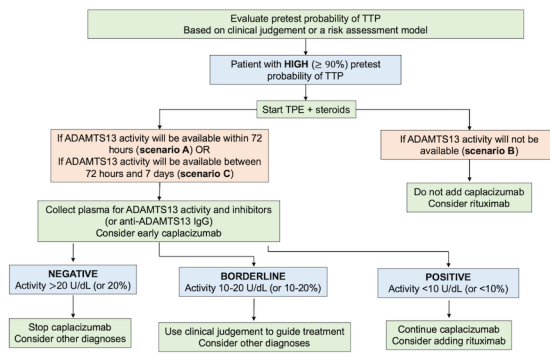 Evaluate pretest probability of TTP
Based on clinical judgement or a risk assessment model
Patient with HIGH (≥ 90%) pretest
probability of TTP
Start TPE + steroids
If ADAMTS13 activity will be available within 72
hours (scenario A) OR
If ADAMTS13 activity will be available between
72 hours and 7 days (scenario C)
If ADAMTS13 activity will not be
available (scenario B)
Do not add caplacizumab
Consider rituximab
Collect plasma for ADAMTS13 activity and inhibitors
(or anti-ADAMTS13 IgG)
Consider early caplacizumab
NEGATIVE
Activity >20 U/dL (or 20%)
BORDERLINE
Activity 10-20 U/dL (or 10-20%)
POSITIVE
Activity <10 U/dL (or <10%)
Stop caplacizumab
Consider other diagnoses
Use clinical judgement to guide treatment
Consider other diagnoses
Continue caplacizumab
Consider adding rituximab